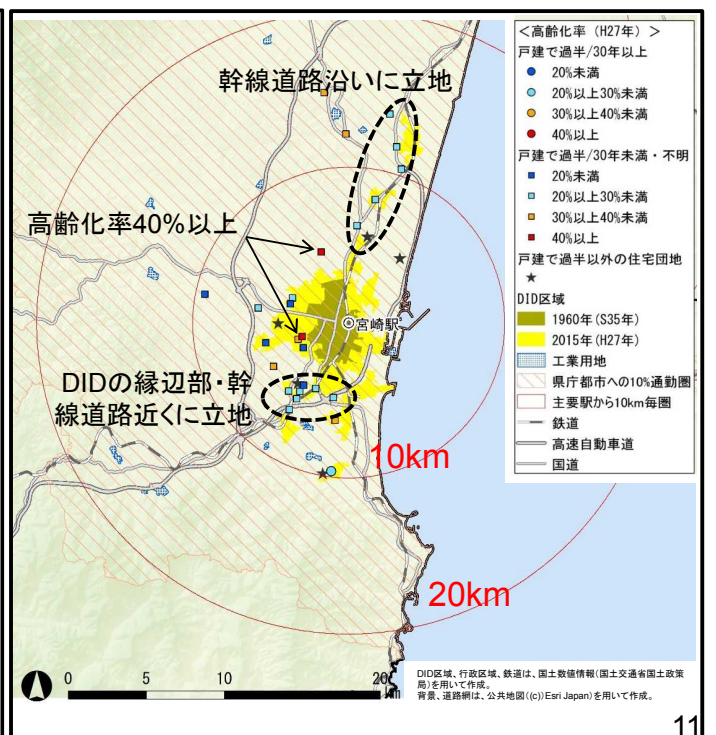 幹線道路沿いに立地
高齢化率40％以上
宮崎駅
DIDの縁辺部・幹
線道路近くに立地
10km
20km
0 5 10 20
km
＜高齢化率（H27年）＞
戸建で過半/30年以上
20%未満
20%以上30%未満
30%以上40%未満
40%以上
戸建で過半/30年未満・不明
20%未満
20%以上30%未満
30%以上40%未満
40%以上
戸建で過半以外の住宅団地
DID区域
1960年(S35年)
2015年(H27年)
工業用地
県庁都市への10%通勤圏
主要駅から10km毎圏
鉄道
高速自動車道
国道
DID区域、行政区域、鉄道は、国土数値情報（国土交通省国土政策
局）を用いて作成。
背景、道路網は、公共地図((c))Esri Japan)を用いて作成。
11